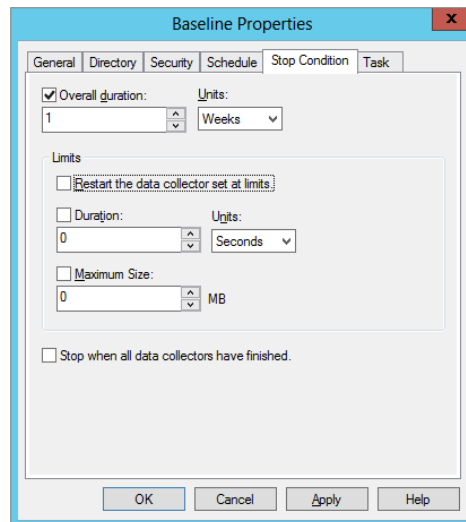 Baseline Properties
x
General Directory Security Schedule Stop Condition Task
Overall duration: Units:
1 Weeks
Limits
Restart the data collector set at limits.
Duration: Units:
0 Seconds
Maximum Size:
0 MB
Stop when all data collectors have finished.
OK Cancel Apply Help